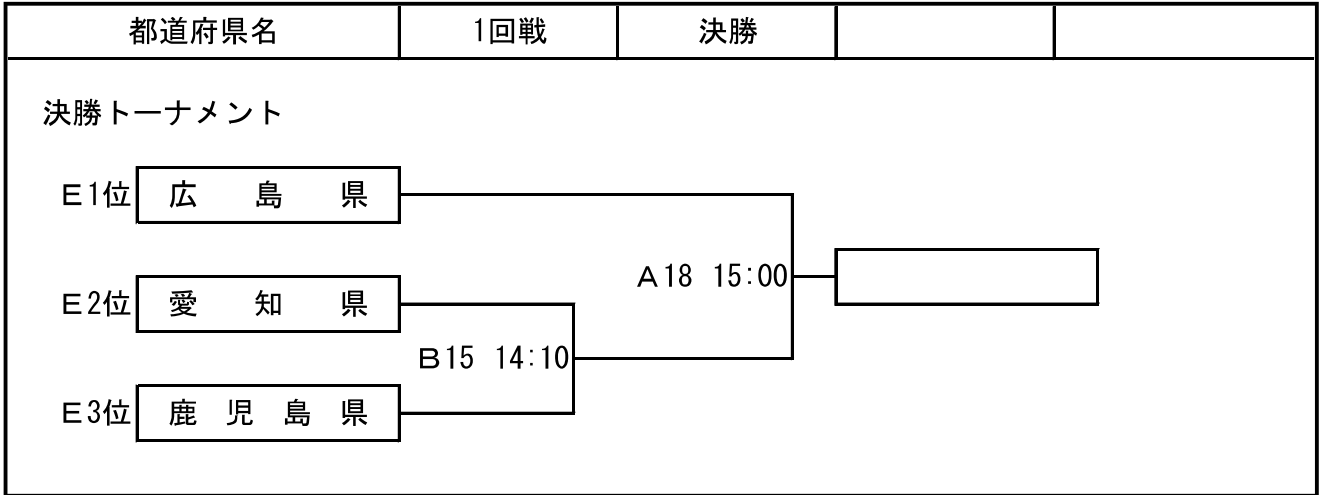 都道府県名 1回戦 決勝
決勝トーナメント
E1位 広島県
A18 15:00
E2位 愛知県
B15 14:10
E3位 鹿児島県